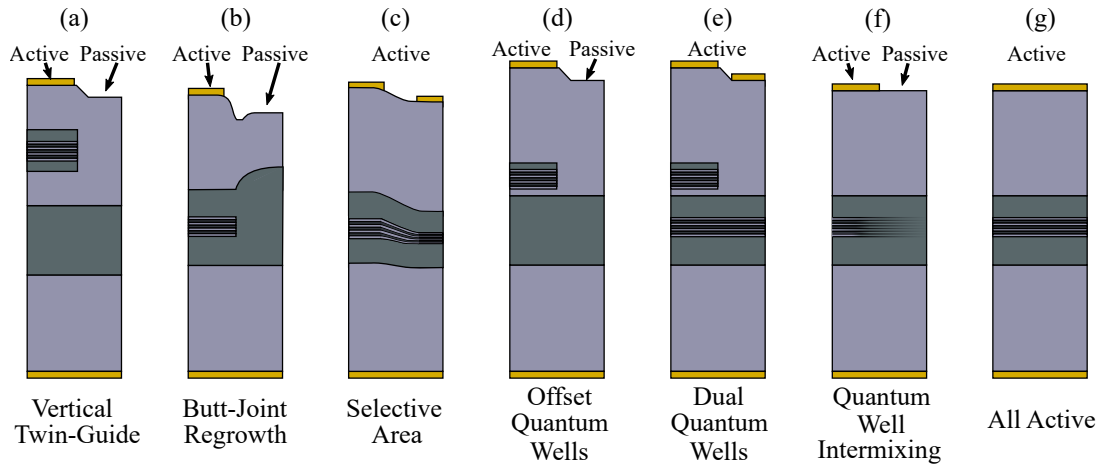 (a) (b) (c) (d) (e) (f) (g)
Active Passive
Active Passive
Active
Active Passive
Active
Active Passive
Active
Vertical
Twin-Guide
Butt-Joint
Regrowth
Selective
Area
Offset
Quantum
Wells
Dual
Quantum
Wells
Quantum
Well
Intermixing
All Active